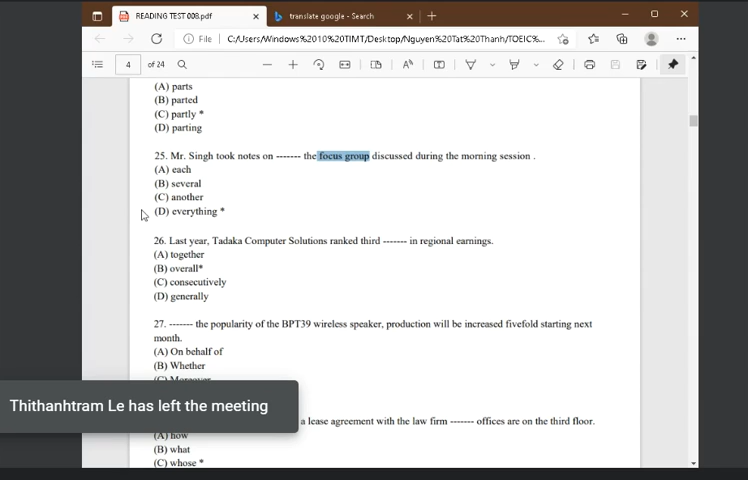 READING TEST 008.pdf
translate google - Search
File
C:/Users/Windows%2010%20TIMT/Desktop/Nguyen%20Tat%20Thanh/TOEIC%...
4 of 24
(A) parts
(B) parted
(C) partly *
(D) parting
25. Mr. Singh took notes on ------- the focus group discussed during the morning session .
(A) each
(B) several
(C) another
(D) everything *
26. Last year, Tadaka Computer Solutions ranked third ------- in regional earnings.
(A) together
(B) overall*
(C) consecutively
(D) generally
27. ------- the popularity of the BPT39 wireless speaker, production will be increased fivefold starting next
month.
(A) On behalf of
(B) Whether
(C) Moreover
Thithanhtram Le has left the meeting
a lease agreement with the law firm ------- offices are on the third floor.
(A) how
(B) what
(C) whose *